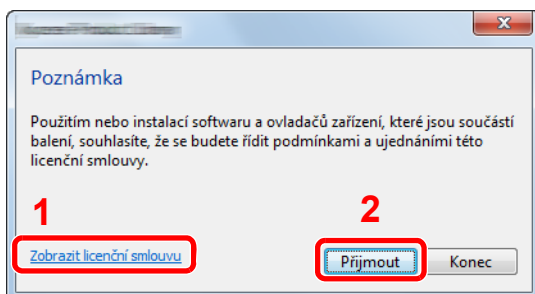 Poznámka
Použitím nebo instalací softwaru a ovladačů zařízení, které jsou součástí
balení, souhlasíte, že se budete řídit podmínkami a ujednáními této
licenční smlouvy.
1
2
Zobrazit licenční smlouvu
Přijmout
Konec